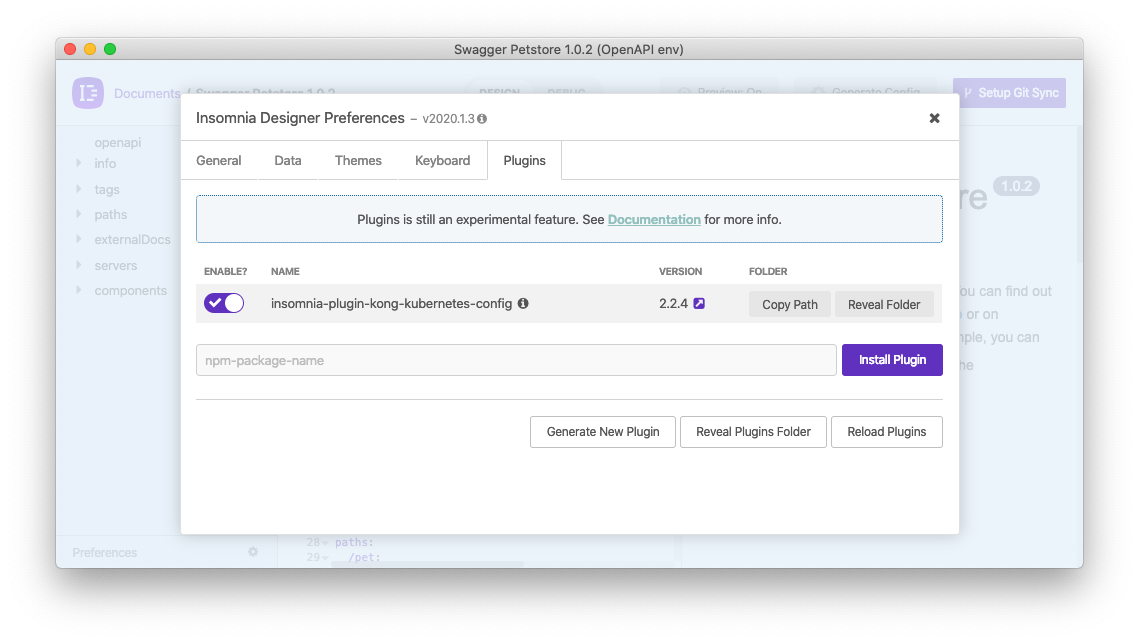 Swagger Petstore 1.0.2 (OpenAPI env)
Documents / Swagger Petstore 1.0.2
DESIGN DEBUG
Preview: On
Generate Config
Setup Git Sync
Insomnia Designer Preferences – v2020.1.3
General Data Themes Keyboard Plugins
Plugins is still an experimental feature. See Documentation for more info.
ENABLE? NAME VERSION FOLDER
insomnia-plugin-kong-kubernetes-config 2.2.4 Copy Path Reveal Folder
npm-package-name Install Plugin
Generate New Plugin Reveal Plugins Folder Reload Plugins
openapi
info
tags
paths
externalDocs
servers
components
Preferences
28 paths:
29 /pet:
1.0.2
ou can find out
or on
, you can